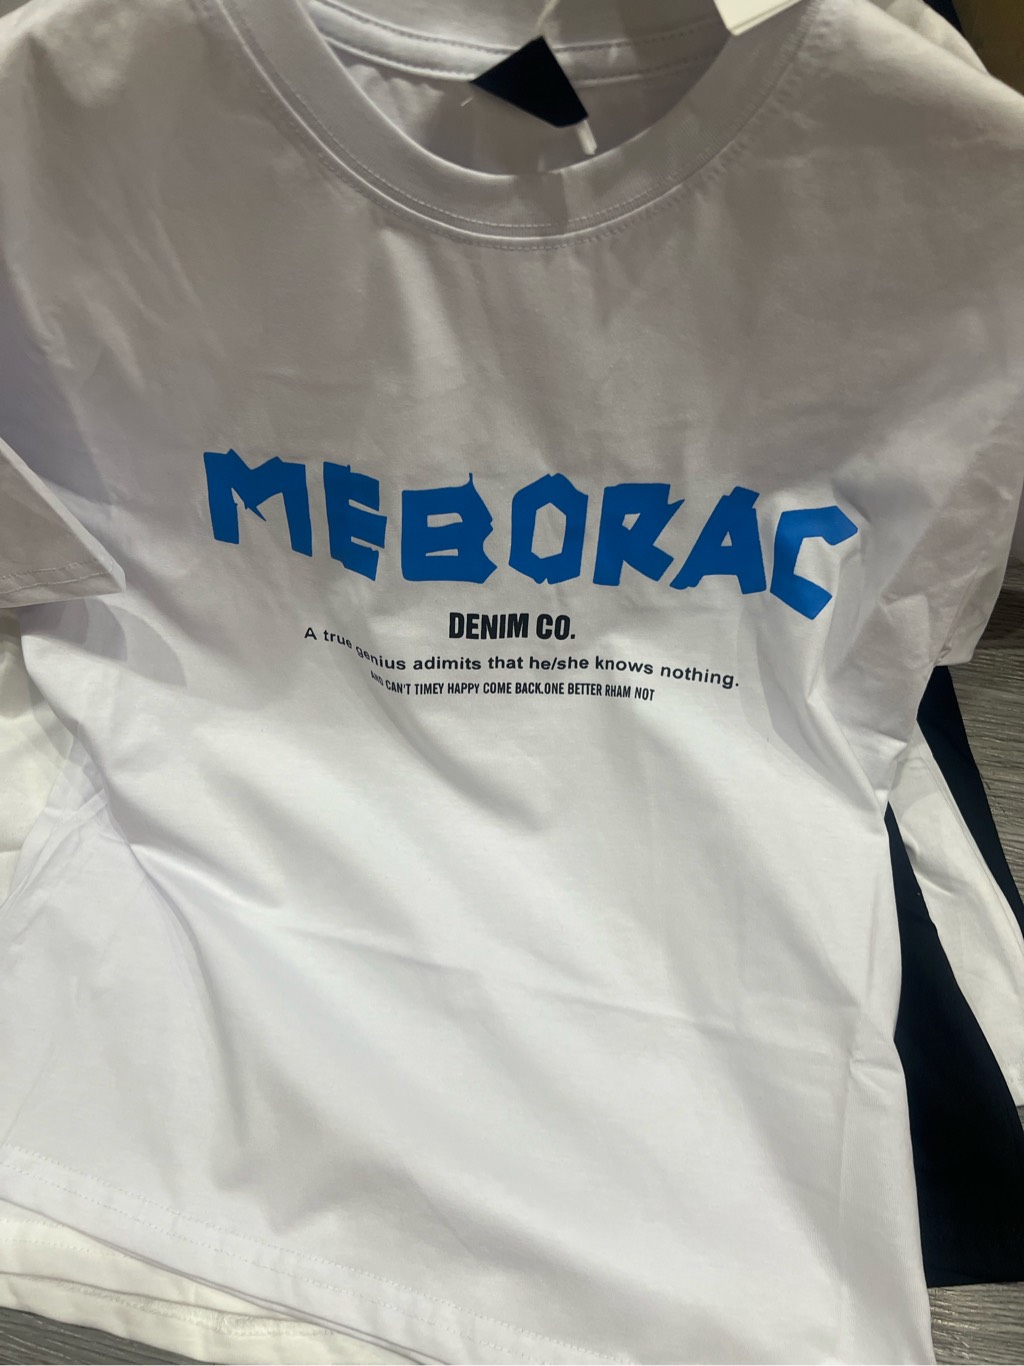 MEBORAC
DENIM CO.
A true genius adimits that he/she knows nothing.
AND CAN'T TIMEY HAPPY COME BACK.ONE BETTER RHAM NOT